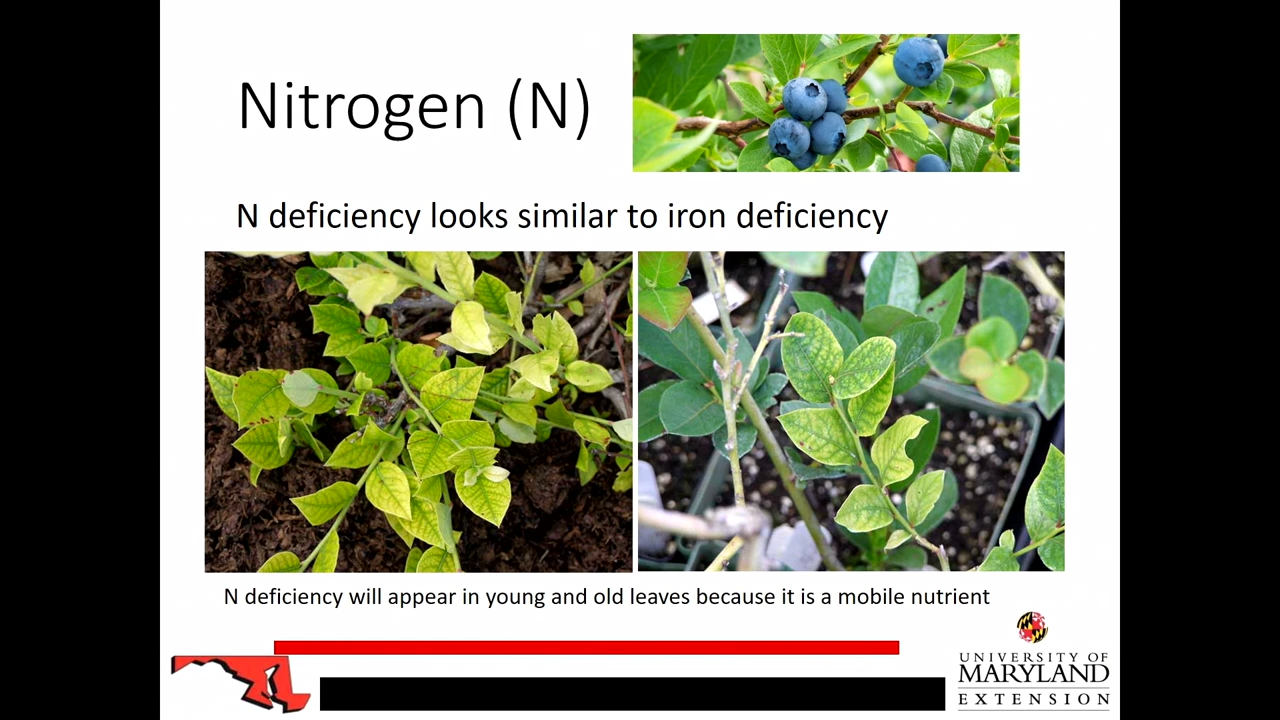 Nitrogen (N)
N deficiency looks similar to iron deficiency
N deficiency will appear in young and old leaves because it is a mobile nutrient
UNIVERSITY OF
MARYLAND
EXTENSION